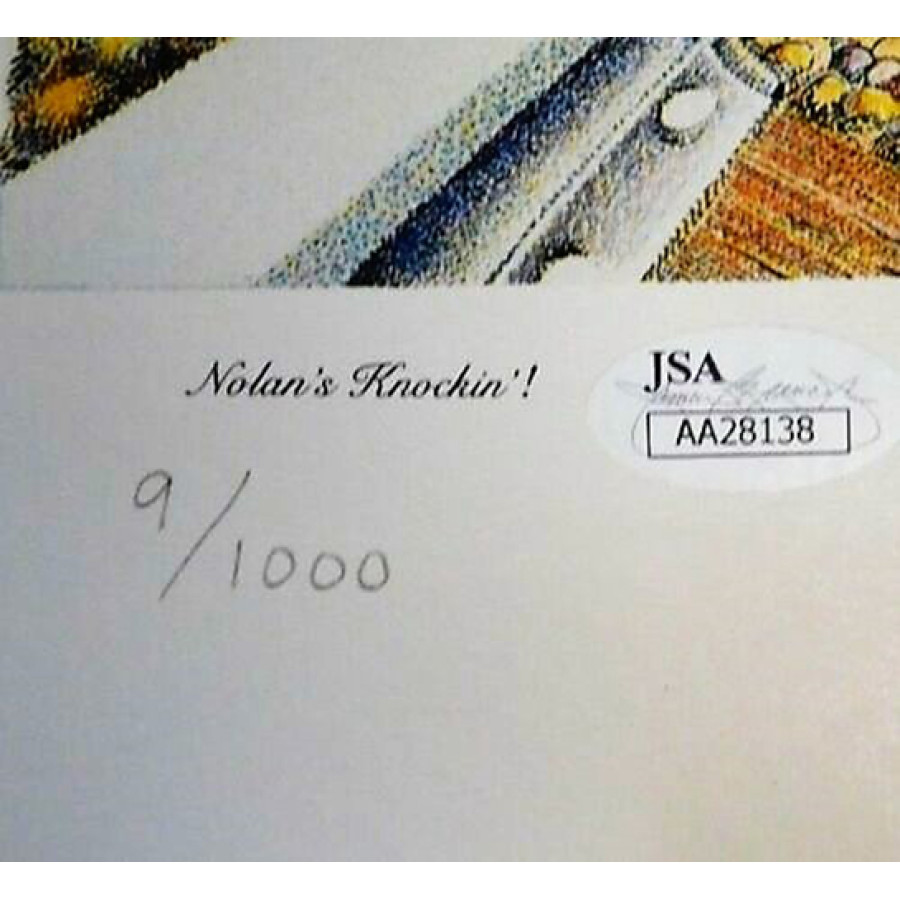 Nolan's Knockin'!
JSA
AA28138
9/1000